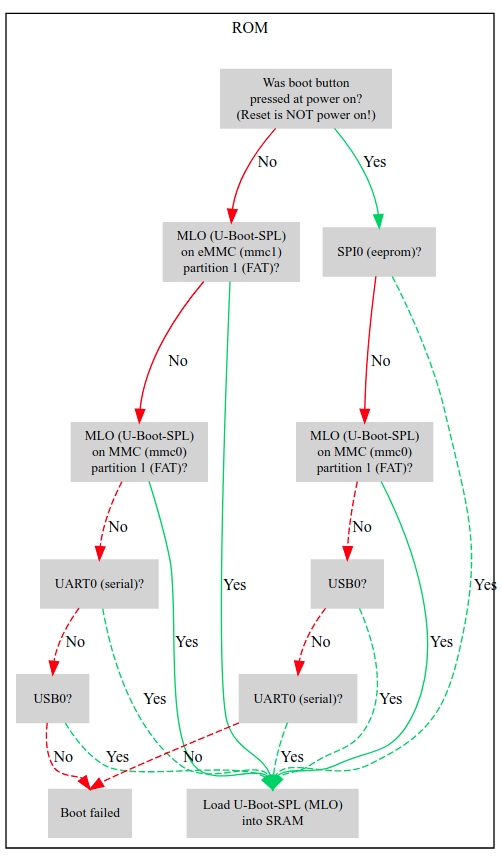 ROM
Was boot button
pressed at power on?
(Reset is NOT power on!)
No
Yes
MLO (U-Boot-SPL)
on eMMC (mmc1)
partition 1 (FAT)?
SPI0 (eeprom)?
No
No
MLO (U-Boot-SPL)
on MMC (mmc0)
partition 1 (FAT)?
MLO (U-Boot-SPL)
on MMC (mmc0)
partition 1 (FAT)?
No
No
UART0 (serial)?
Yes
USB0?
Yes
No
Yes
No
Yes
USB0?
Yes
UART0 (serial)?
Yes
No
Yes
No
Yes
Boot failed
Load U-Boot-SPL (MLO)
into SRAM